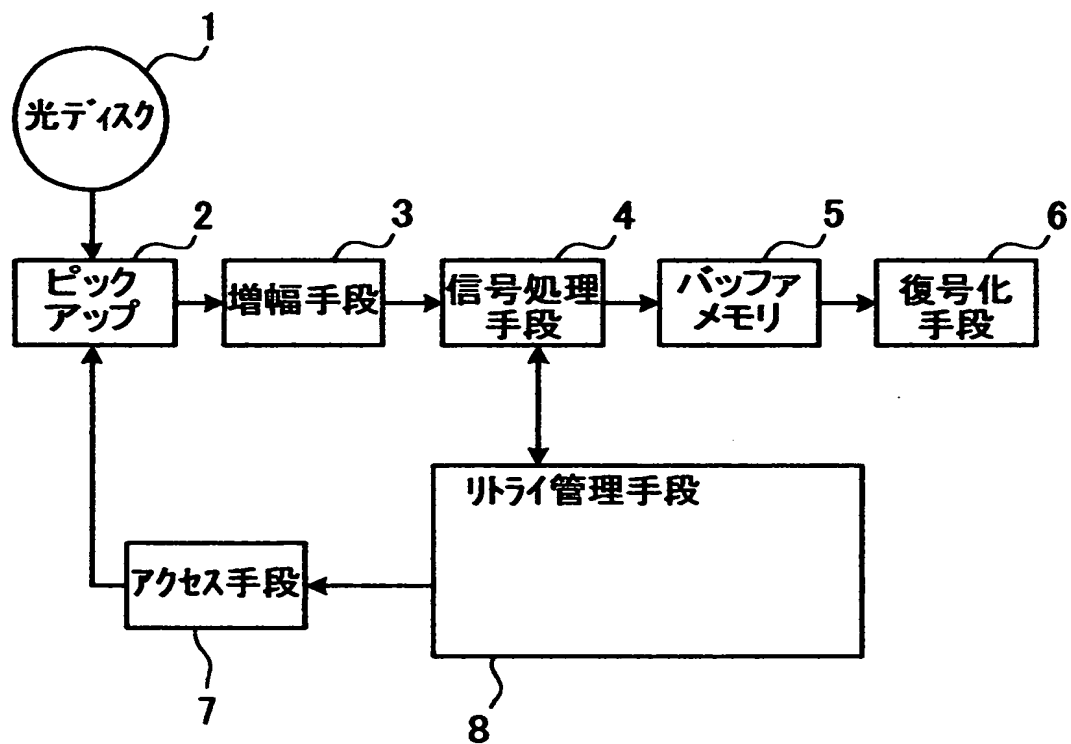 1
光ディスク
2
3
4
5
6
ピック
アップ
増幅手段
信号処理
手段
バッファ
メモリ
復号化
手段
リトライ管理手段
アクセス手段
7
8